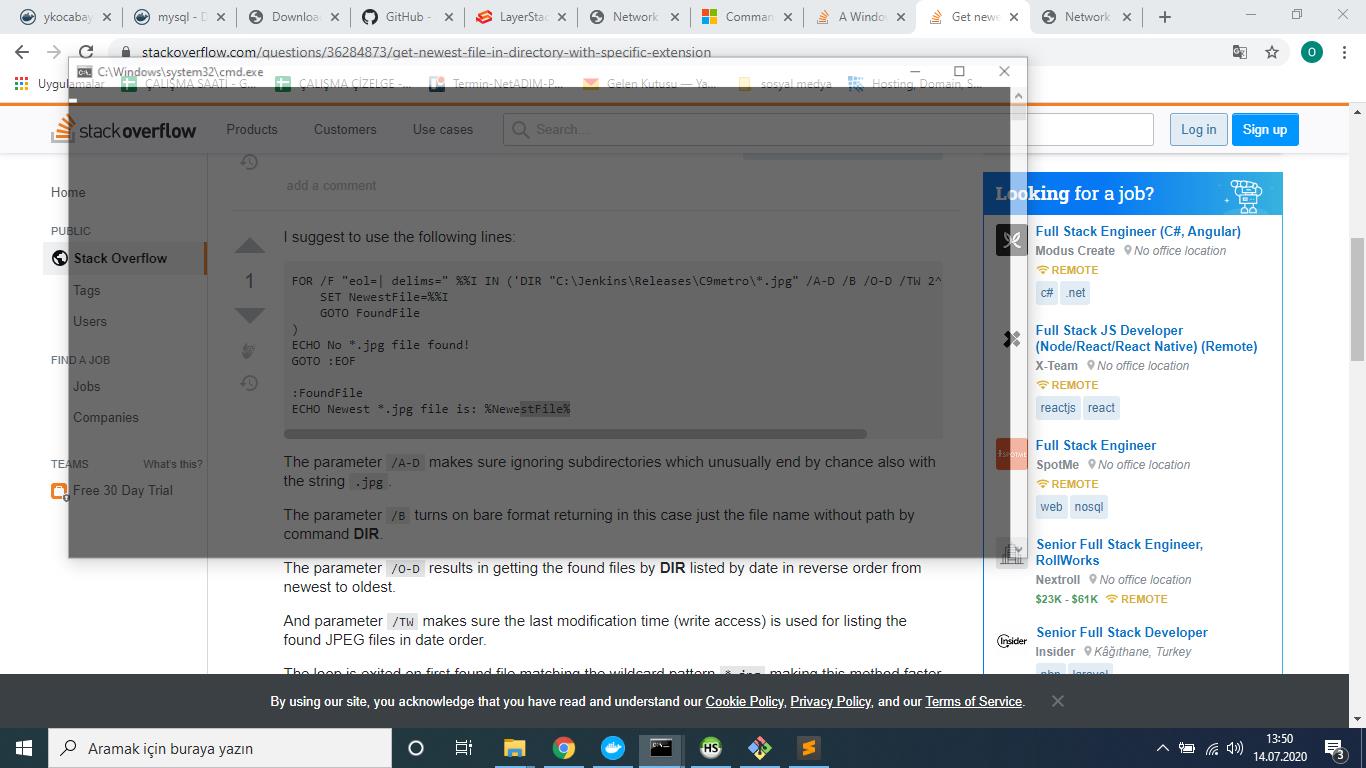 ykocabay
mysql - D
Downloa
GitHub -
LayerStac
Network
Comman
A Windo
Get newe
Network
stackoverflow.com/questions/36284873/get-newest-file-in-directory-with-specific-extension
O
C:\Windows\system32\cmd.exe
Uygulamalar
ÇALIŞMA SAATİ - G...
ÇALIŞMA ÇİZELGE -...
Termin-NetADIM-P...
Gelen Kutusu — Ya...
sosyal medya
Hosting, Domain, S...
stackoverflow
Products
Customers
Use cases
Search...
Log in
Sign up
Home
PUBLIC
Stack Overflow
Tags
Users
FIND A JOB
Jobs
Companies
TEAMS
What's this?
Free 30 Day Trial
add a comment
I suggest to use the following lines:
1
FOR /F "eol=| delims=" %%I IN ('DIR "C:\Jenkins\Releases\C9metro\*.jpg" /A-D /B /O-D /TW 2^
SET NewestFile=%%I
GOTO FoundFile
)
ECHO No *.jpg file found!
GOTO :EOF
:FoundFile
ECHO Newest *.jpg file is: %NewestFile%
The parameter /A-D makes sure ignoring subdirectories which unusually end by chance also with
the string .jpg.
The parameter /B turns on bare format returning in this case just the file name without path by
command DIR.
The parameter /O-D results in getting the found files by DIR listed by date in reverse order from
newest to oldest.
And parameter /TW makes sure the last modification time (write access) is used for listing the
found JPEG files in date order.
The loop is exited on first found file matching the wildcard pattern *.jpg making this method faster
Looking for a job?
Full Stack Engineer (C#, Angular)
Modus Create
No office location
REMOTE
c#
.net
Full Stack JS Developer
(Node/React/React Native) (Remote)
X-Team
No office location
REMOTE
reactjs
react
SPOTME
Full Stack Engineer
SpotMe
No office location
REMOTE
web
nosql
Senior Full Stack Engineer,
RollWorks
Nextroll
No office location
$23K - $61K
REMOTE
Insider
Senior Full Stack Developer
Insider
Kâğıthane, Turkey
php
laravel
By using our site, you acknowledge that you have read and understand our Cookie Policy, Privacy Policy, and our Terms of Service.
Aramak için buraya yazın
HS
13:50
14.07.2020
3